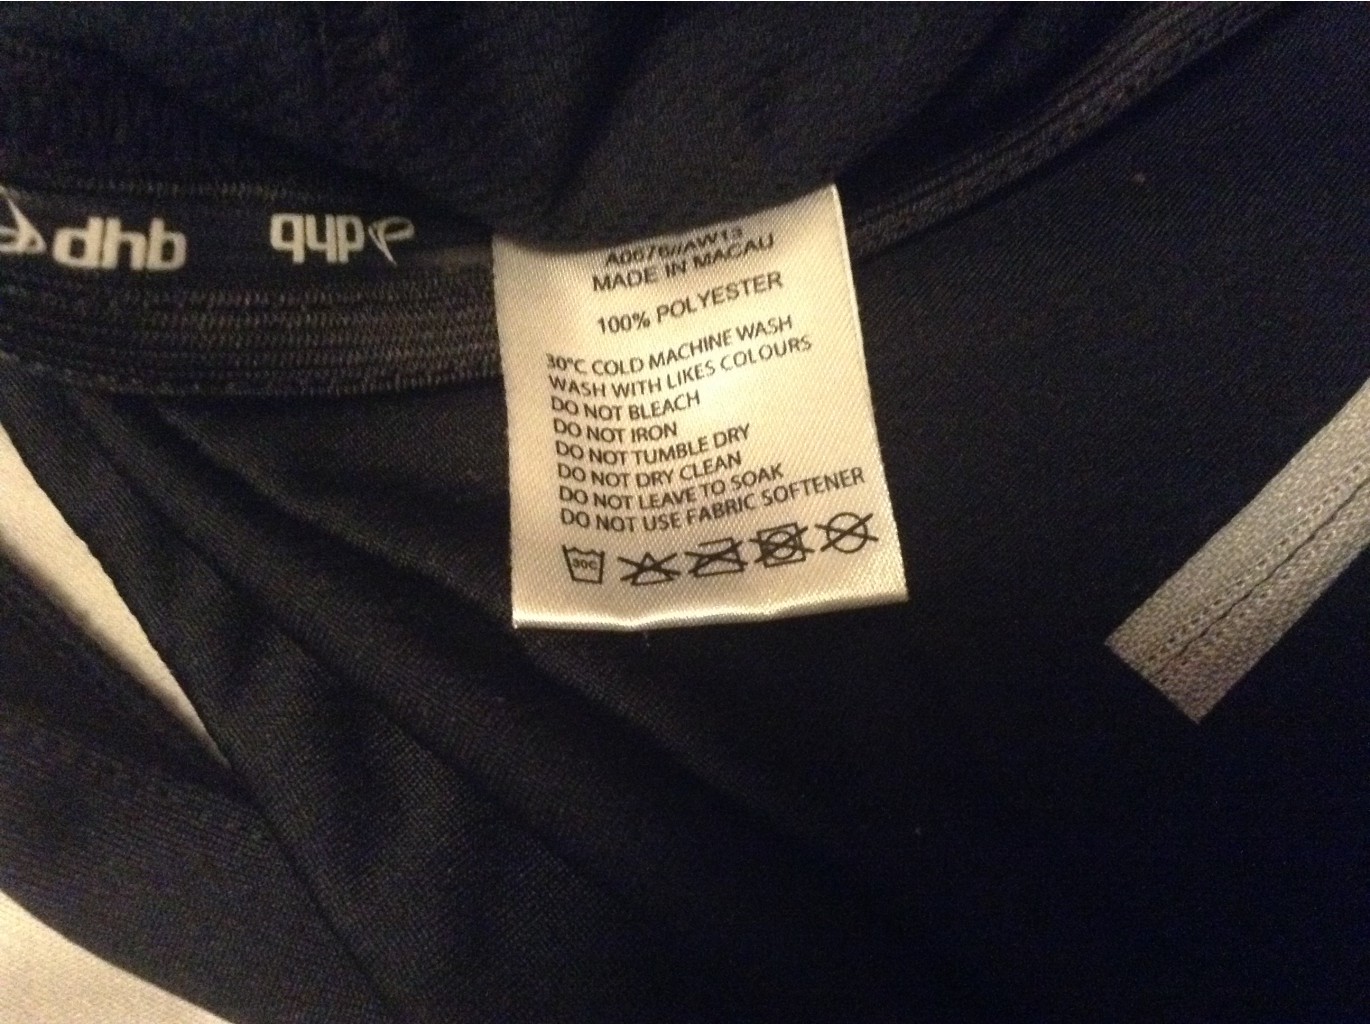 dhb dhb
A0676//AW13
MADE IN MACAU
100% POLYESTER
30°C COLD MACHINE WASH
WASH WITH LIKES COLOURS
DO NOT BLEACH
DO NOT IRON
DO NOT TUMBLE DRY
DO NOT DRY CLEAN
DO NOT LEAVE TO SOAK
DO NOT USE FABRIC SOFTENER
30C